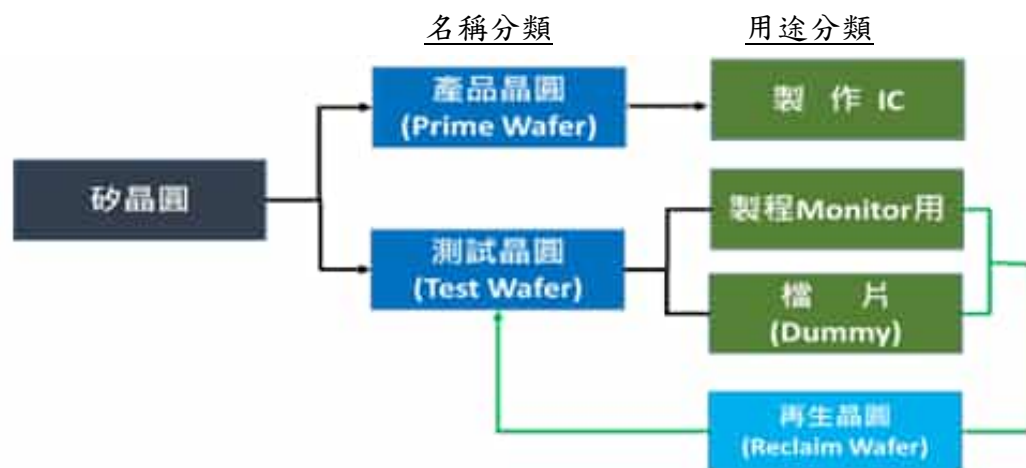 名稱分類
用途分類
產品晶圓
(Prime Wafer)
製 作 IC
矽晶圓
製程Monitor用
測試晶圓
(Test Wafer)
檔 片
(Dummy)
再生晶圓
(Reclaim Wafer)